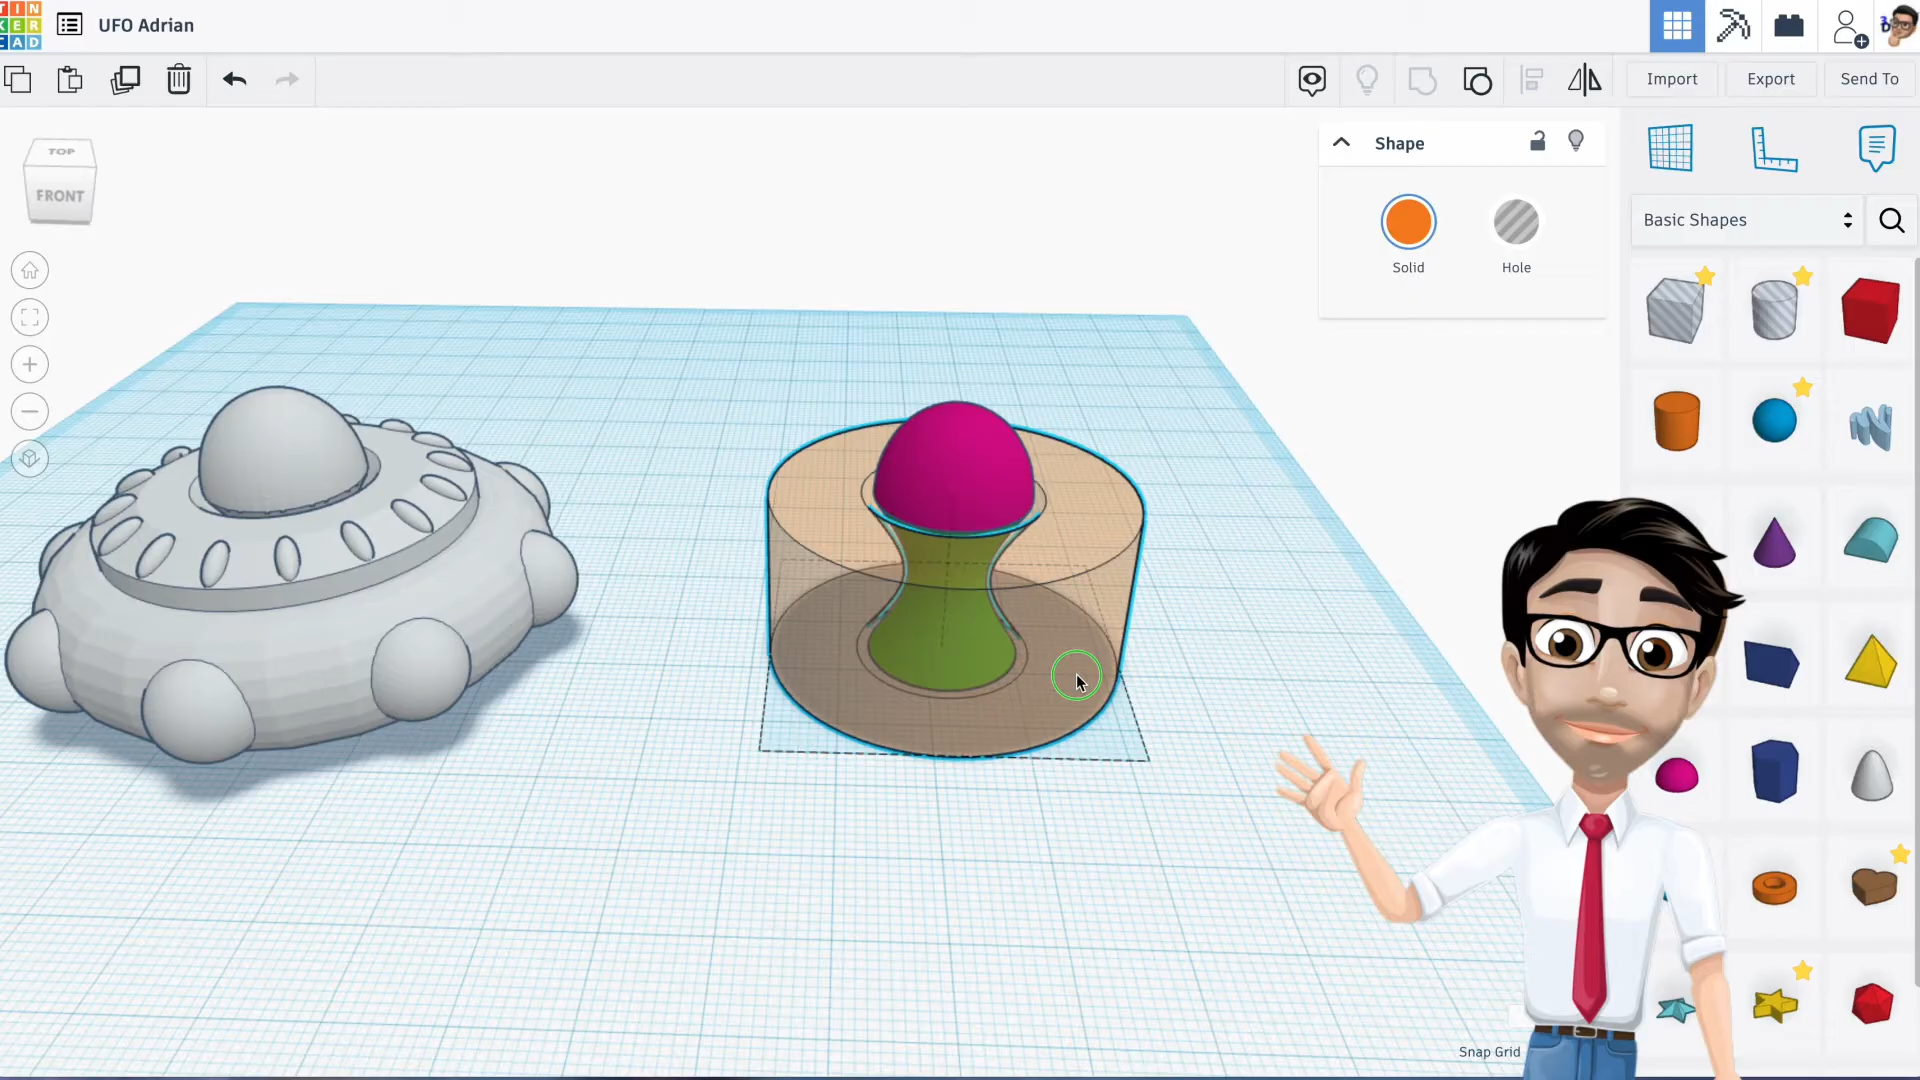 TIN
KER
CAD
UFO Adrian
Import
Export
Send To
TOP
FRONT
Shape
Solid
Hole
Basic Shapes
Snap Grid